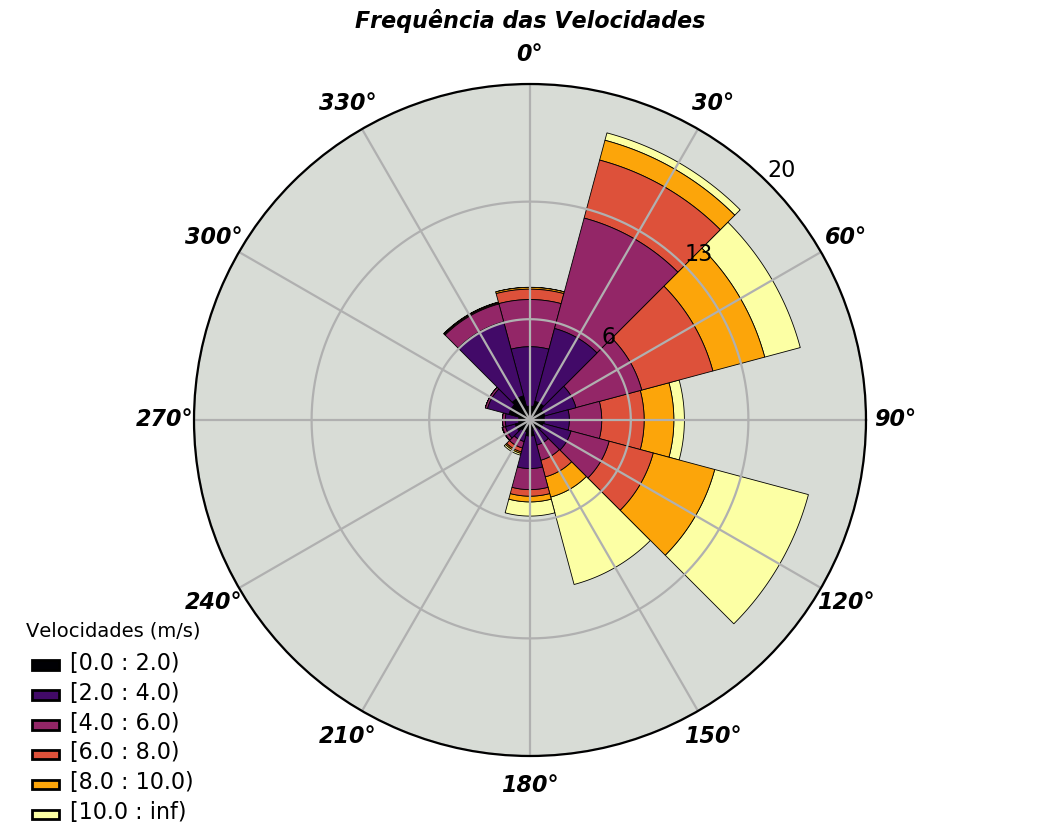 Frequência das Velocidades
0°
330°
30°
20
300°
60°
13
6
270°
90°
240°
120°
210°
150°
180°
Velocidades (m/s)
[0.0 : 2.0)
[2.0 : 4.0)
[4.0 : 6.0)
[6.0 : 8.0)
[8.0 : 10.0)
[10.0 : inf)